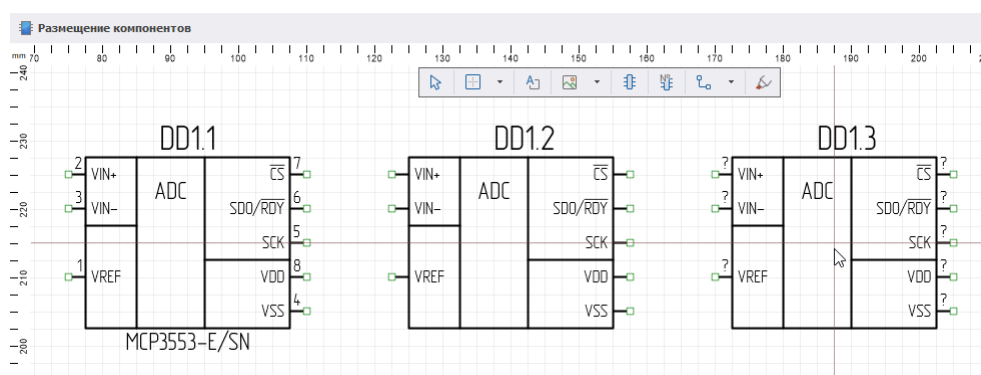 Размещение компонентов
mm 70 80 90 100 110 120 130 140 150 160 170 180 190 200
240
230
220
210
200
DD1.1
2 VIN+ ADC CS 7
3 VIN- SDO/RDY 6
SCK 5
1 VREF VDD 8
VSS 4
MCP3553-E/SN
DD1.2
VIN+ ADC CS
VIN- SDO/RDY
SCK
VREF VDD
VSS
DD1.3
? VIN+ ADC CS ?
? VIN- SDO/RDY ?
SCK ?
? VREF VDD ?
VSS ?